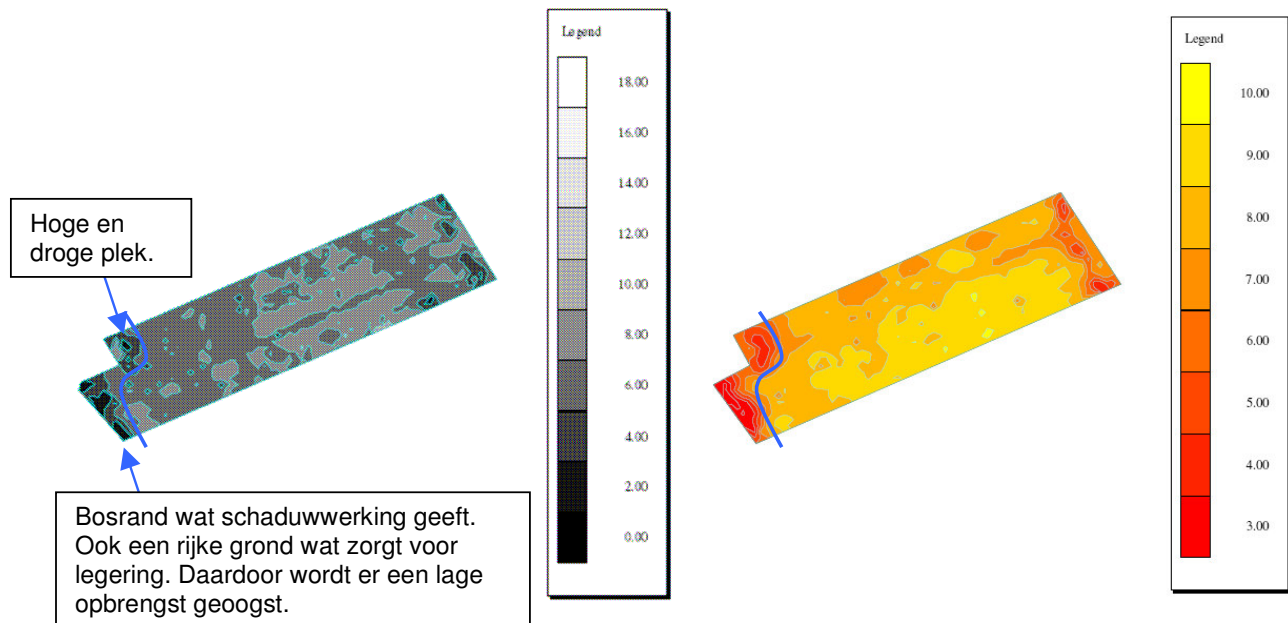 Legend
18.00
16.00
14.00
12.00
10.00
8.00
6.00
4.00
2.00
0.00
Hoge en
droge plek.
Bosrand wat schaduwwerking geeft.
Ook een rijke grond wat zorgt voor
legering. Daardoor wordt er een lage
opbrengst geoogst.
Legend
10.00
9.00
8.00
7.00
6.00
5.00
4.00
3.00